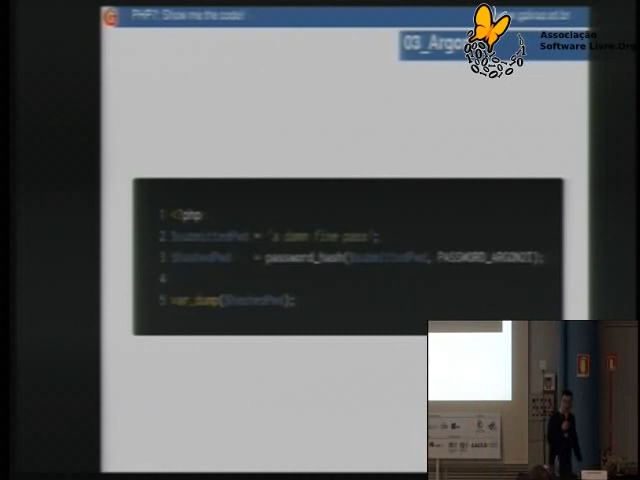 PHP7: Show me the code!
03_Argo
Associação
Software Livre.Org
1 <?php
2 $submittedPwd = 'a damn fine pass';
3 $hashedPwd = password_hash($submittedPwd, PASSWORD_ARGON2I);
4
5 var_dump($hashedPwd);